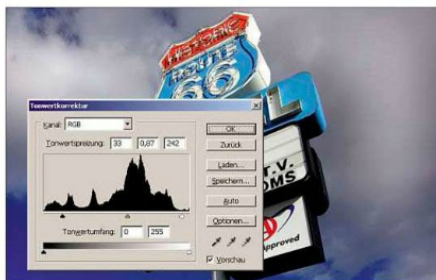 HISTORIC
ROUTE
66
L
T.V.
OMS
Approved
Tonwertkorrektur
Kanal: RGB
Tonwertspreizung: 33 0,87 242
Tonwertumfang: 0 255
OK
Zurück
Laden...
Speichern...
Auto
Optionen...
Vorschau